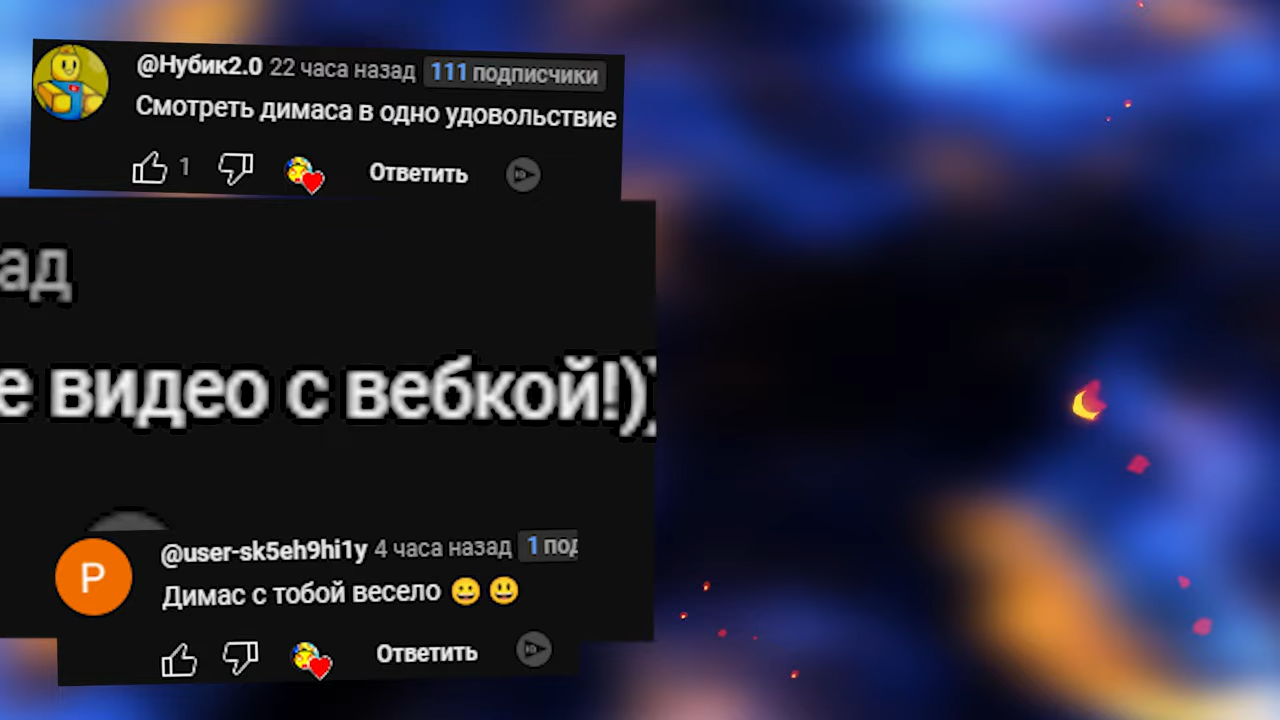 @Нубик2.0 22 часа назад 111 подписчики
Смотреть димаса в одно удовольствие
1 Ответить
ад
е видео с вебкой!))
@user-sk5eh9hi1y 4 часа назад 1 под
Р
Димас с тобой весело 😀 😃
Ответить